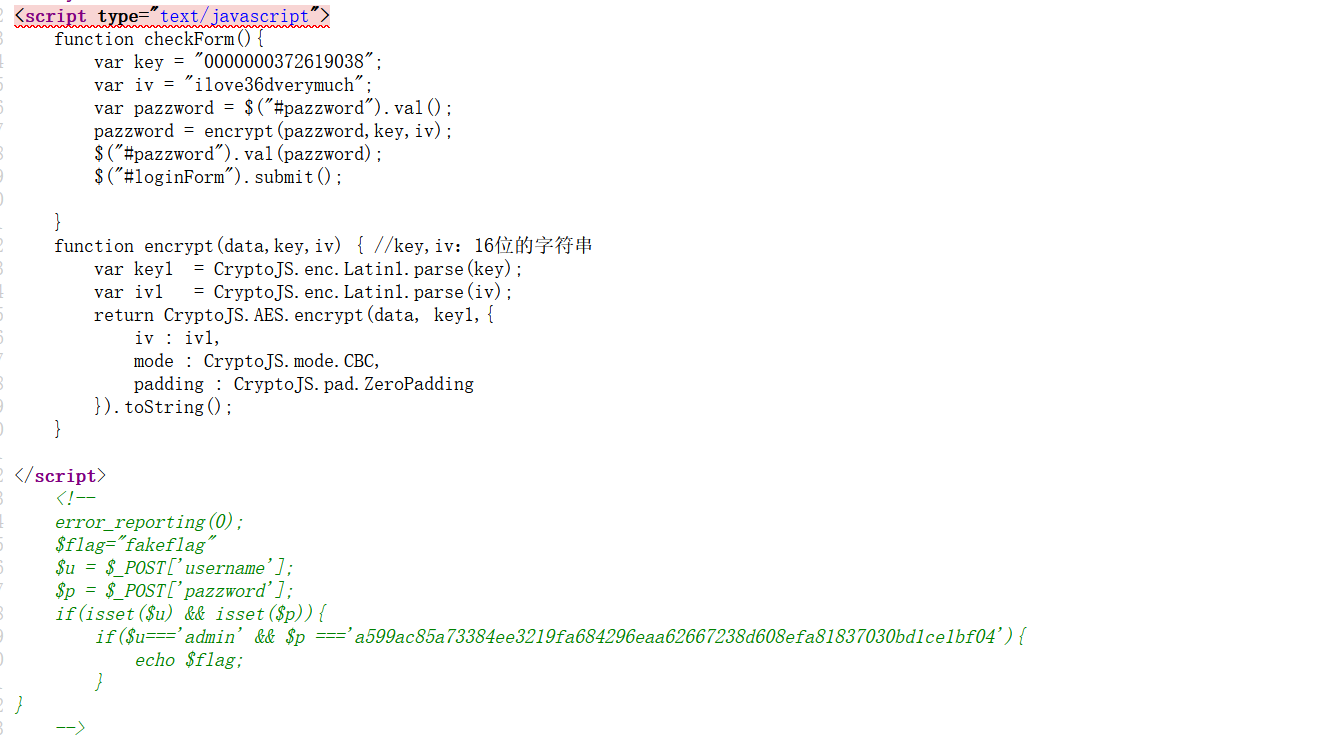 <script type="text/javascript">
    function checkForm(){
        var key = "0000000372619038";
        var iv = "ilove36dverymuch";
        var pazzword = $("#pazzword").val();
        pazzword = encrypt(pazzword,key,iv);
        $("#pazzword").val(pazzword);
        $("#loginForm").submit();
    }
    function encrypt(data,key,iv) { //key,iv：16位的字符串
        var key1  = CryptoJS.enc.Latin1.parse(key);
        var iv1   = CryptoJS.enc.Latin1.parse(iv);
        return CryptoJS.AES.encrypt(data, key1,{
            iv : iv1,
            mode : CryptoJS.mode.CBC,
            padding : CryptoJS.pad.ZeroPadding
        }).toString();
    }
</script>
    <!--
    error_reporting(0);
    $flag="fakeflag"
    $u = $_POST['username'];
    $p = $_POST['pazzword'];
    if(isset($u) && isset($p)){
        if($u==='admin' && $p ==='a599ac85a73384ee3219fa684296eaa62667238d608efa81837030bd1ce1bf04'){
            echo $flag;
        }
}
    -->